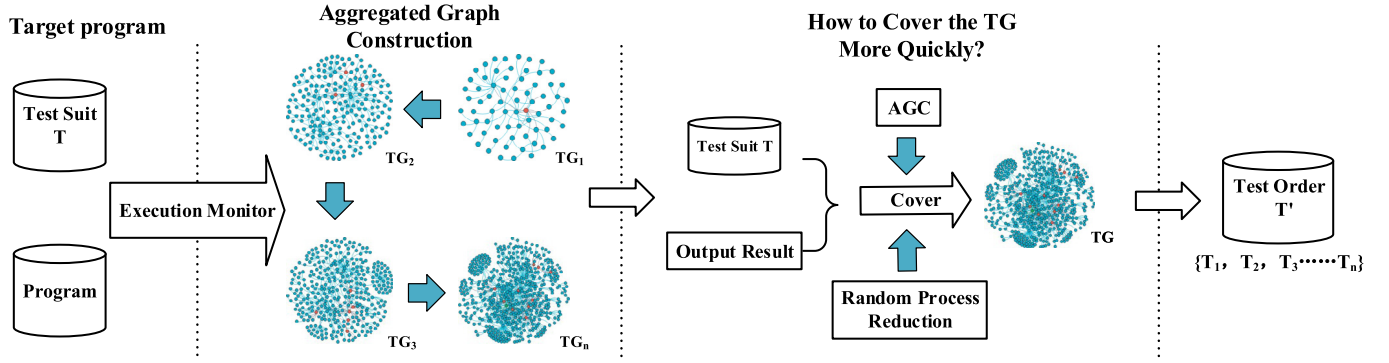 Target program
Test Suit
T
Program
Execution Monitor
Aggregated Graph
Construction
TG₂
TG₁
TG₃
TGₙ
How to Cover the TG
More Quickly?
AGC
Test Suit T
Output Result
Cover
Random Process
Reduction
TG
Test Order
T'
{T₁, T₂, T₃······Tₙ}